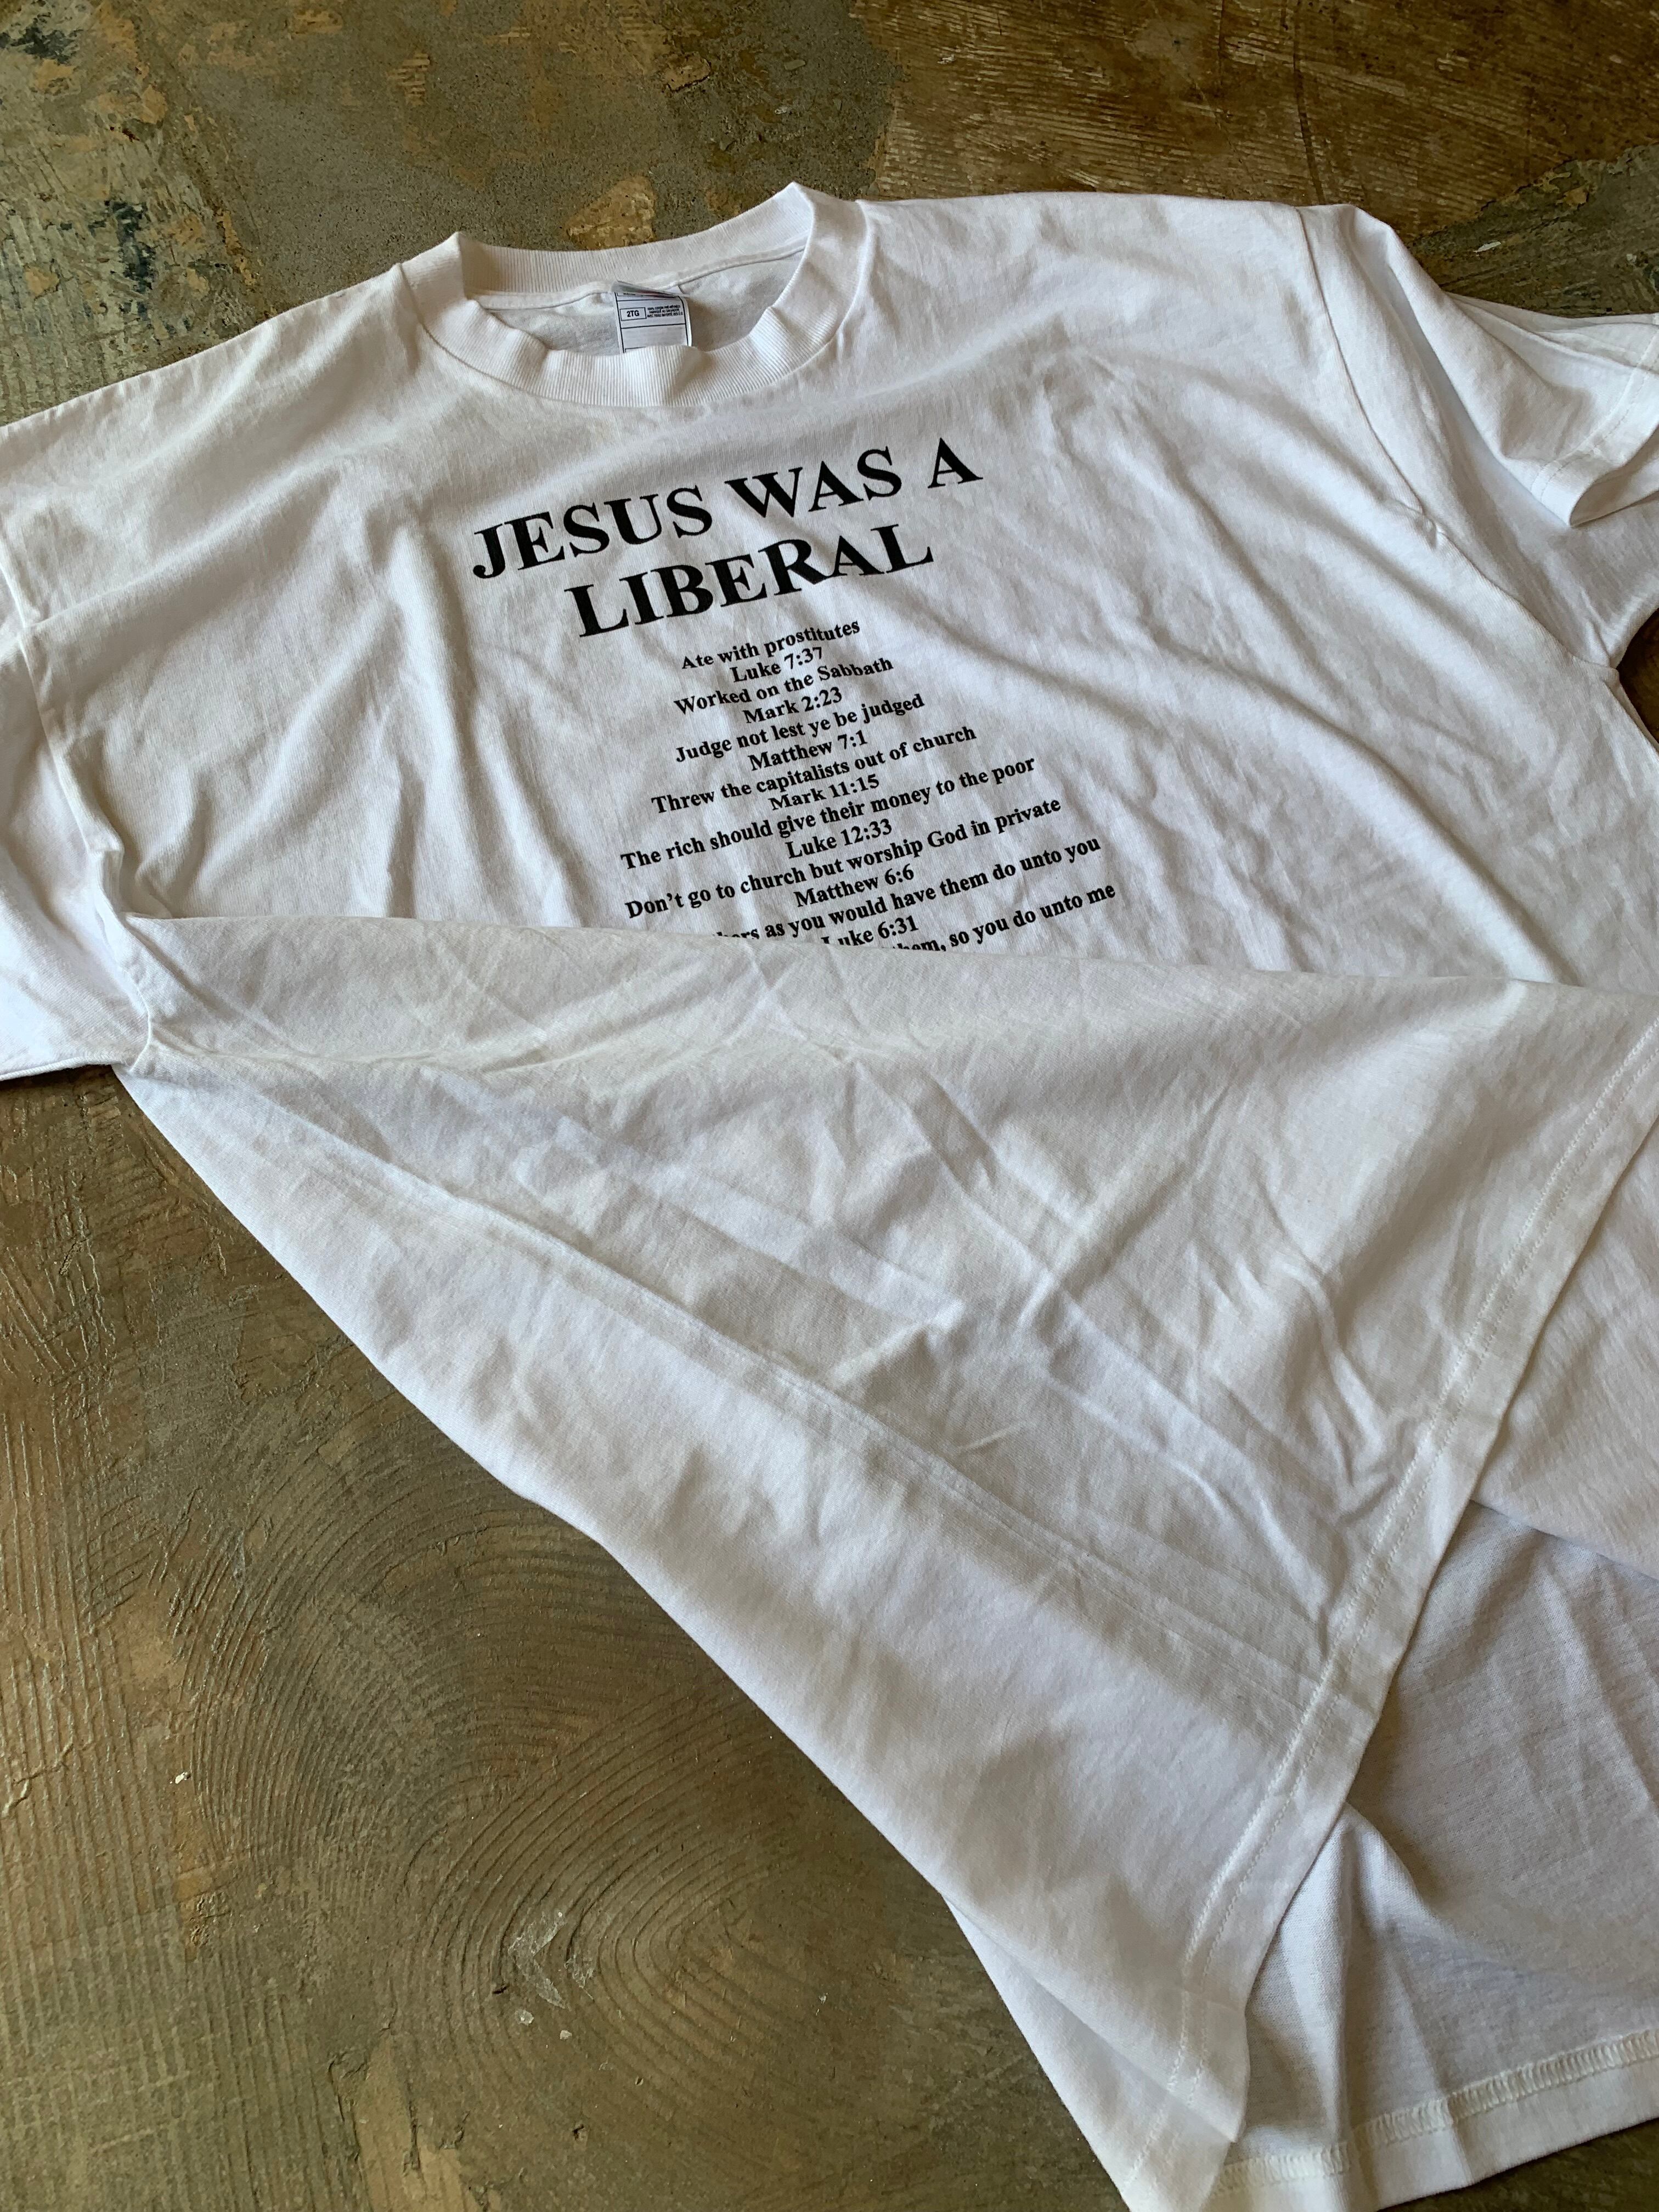 2TG
JESUS WAS A
LIBERAL
Ate with prostitutes
Luke 7:37
Worked on the Sabbath
Mark 2:23
Judge not lest ye be judged
Matthew 7:1
Threw the capitalists out of church
Mark 11:15
The rich should give their money to the poor
Luke 12:33
Don't go to church but worship God in private
Matthew 6:6
as you would have them do unto you
Luke 6:31
so you do unto me